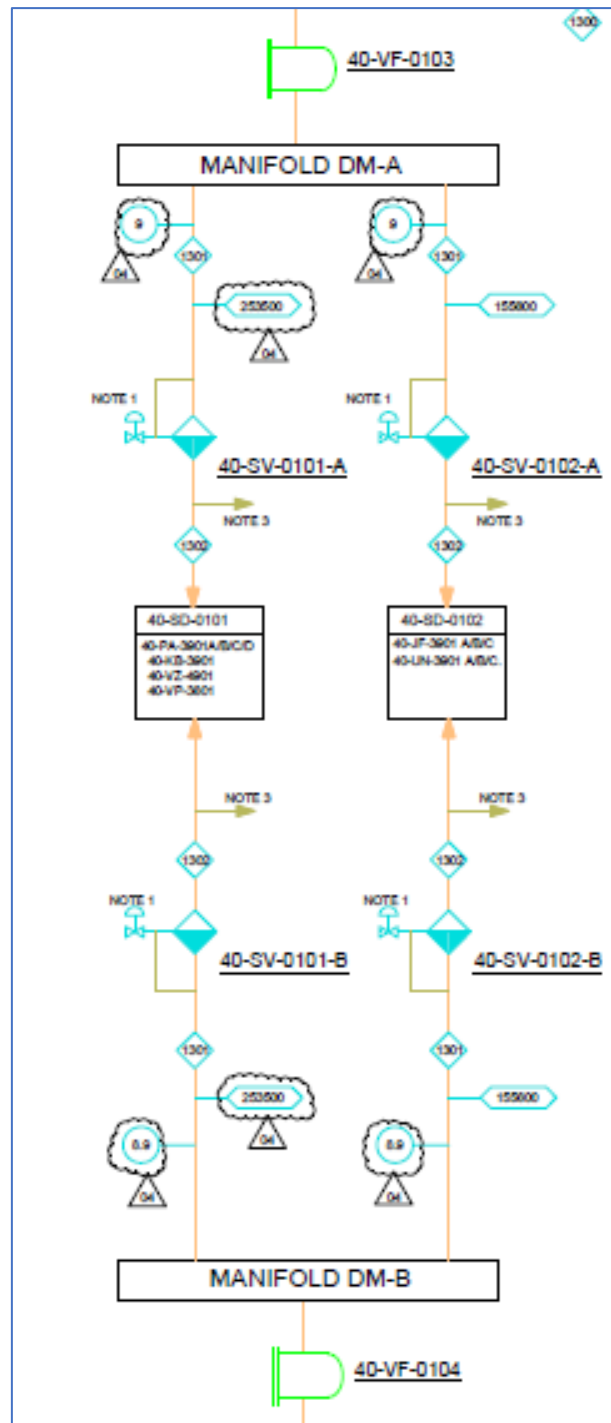 1300
40-VF-0103
MANIFOLD DM-A
9 9
1301 1301
04 04
253500 155800
04
NOTE 1 NOTE 1
40-SV-0101-A 40-SV-0102-A
NOTE 3 NOTE 3
1302 1302
40-SD-0101 40-SD-0102
40-PA-3901A/B/C/D 40-JF-3901 A/B/C
40-KB-3901 40-UN-3901 A/B/C.
40-VZ-4901
40-VP-3801
NOTE 3 NOTE 3
1302 1302
NOTE 1 NOTE 1
40-SV-0101-B 40-SV-0102-B
1301 1301
253500 155800
04
8.9 8.9
04 04
MANIFOLD DM-B
40-VF-0104